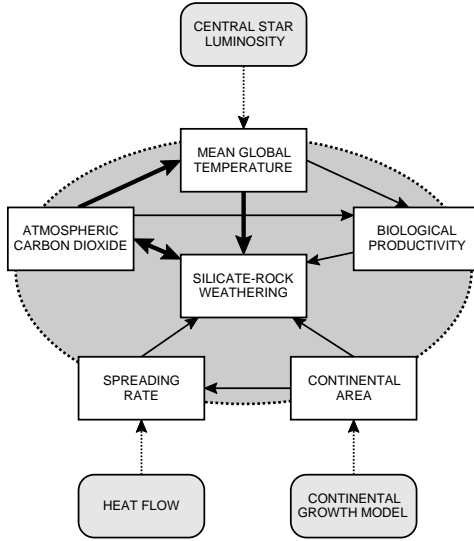 CENTRAL STAR
LUMINOSITY
MEAN GLOBAL
TEMPERATURE
ATMOSPHERIC
CARBON DIOXIDE
BIOLOGICAL
PRODUCTIVITY
SILICATE-ROCK
WEATHERING
SPREADING
RATE
CONTINENTAL
AREA
HEAT FLOW
CONTINENTAL
GROWTH MODEL